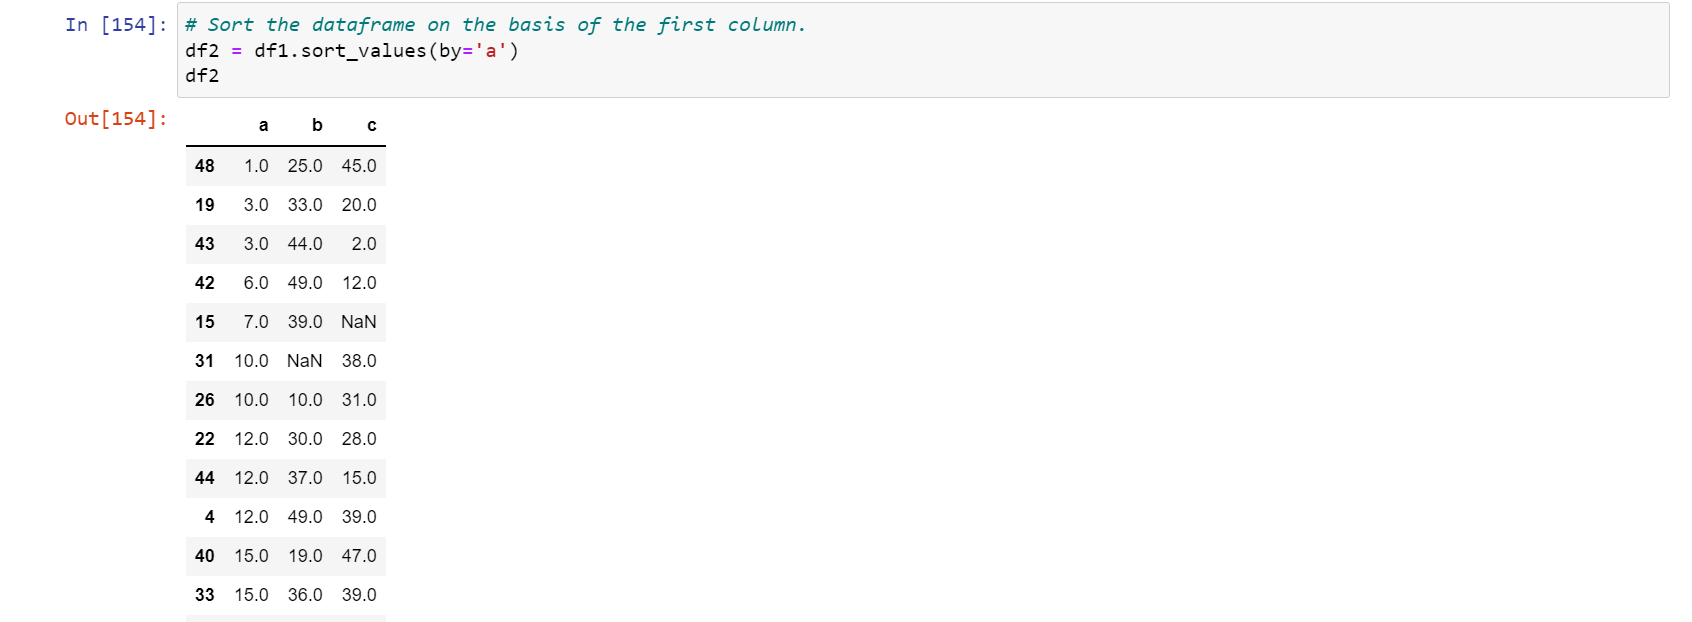 In [154]: # Sort the dataframe on the basis of the first column.
df2 = df1.sort_values(by='a')
df2
Out[154]:
a b c
48 1.0 25.0 45.0
19 3.0 33.0 20.0
43 3.0 44.0 2.0
42 6.0 49.0 12.0
15 7.0 39.0 NaN
31 10.0 NaN 38.0
26 10.0 10.0 31.0
22 12.0 30.0 28.0
44 12.0 37.0 15.0
4 12.0 49.0 39.0
40 15.0 19.0 47.0
33 15.0 36.0 39.0